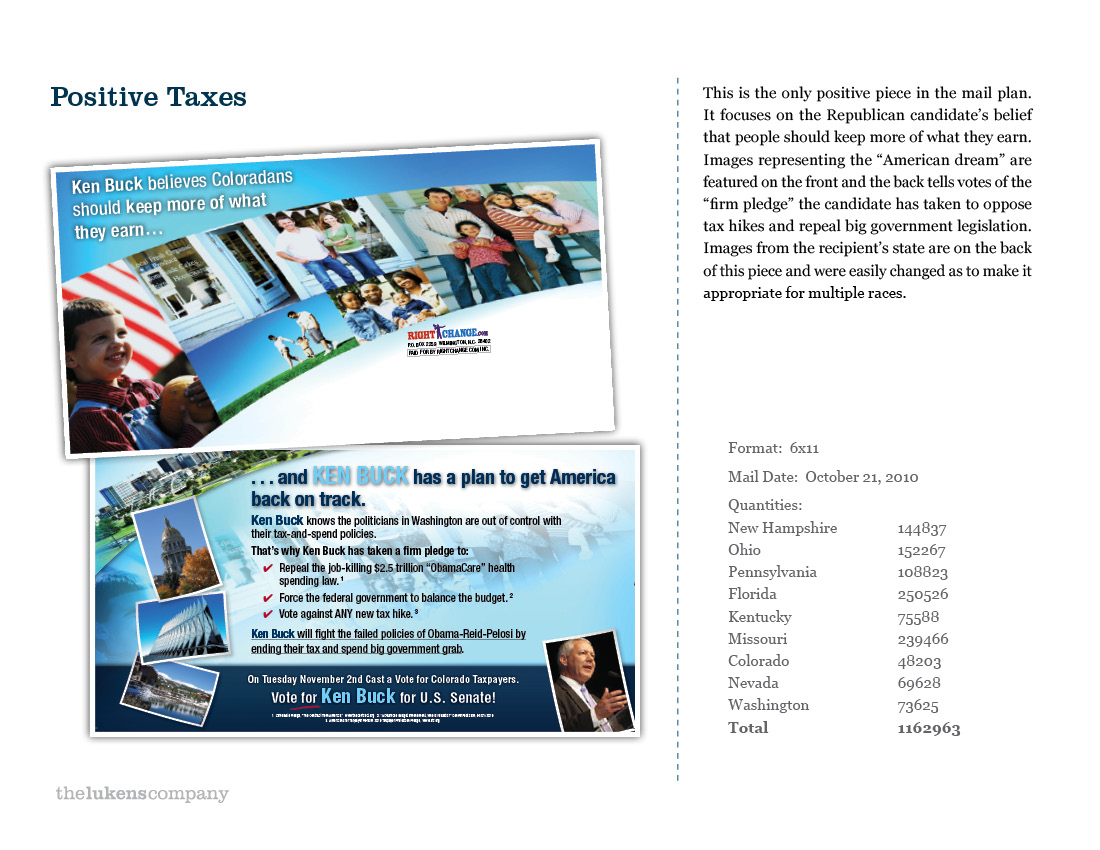 Positive Taxes
Ken Buck believes Coloradans
should keep more of what
they earn...
RIGHT CHANGE.COM
P.O. BOX 2259 WILMINGTON, N.C. 28402
PAID FOR BY RIGHTCHANGE.COM INC.
. . . and KEN BUCK has a plan to get America
back on track.
Ken Buck knows the politicians in Washington are out of control with
their tax-and-spend policies.
That's why Ken Buck has taken a firm pledge to:
✔ Repeal the job-killing $2.5 trillion "ObamaCare" health
spending law.¹
✔ Force the federal government to balance the budget.²
✔ Vote against ANY new tax hike.³
Ken Buck will fight the failed policies of Obama-Reid-Pelosi by
ending their tax and spend big government grab.
On Tuesday November 2nd Cast a Vote for Colorado Taxpayers.
Vote for Ken Buck for U.S. Senate!
thelukenscompany
This is the only positive piece in the mail plan.
It focuses on the Republican candidate's belief
that people should keep more of what they earn.
Images representing the "American dream" are
featured on the front and the back tells votes of the
"firm pledge" the candidate has taken to oppose
tax hikes and repeal big government legislation.
Images from the recipient's state are on the back
of this piece and were easily changed as to make it
appropriate for multiple races.
Format: 6x11
Mail Date: October 21, 2010
Quantities:
New Hampshire 144837
Ohio 152267
Pennsylvania 108823
Florida 250526
Kentucky 75588
Missouri 239466
Colorado 48203
Nevada 69628
Washington 73625
Total 1162963